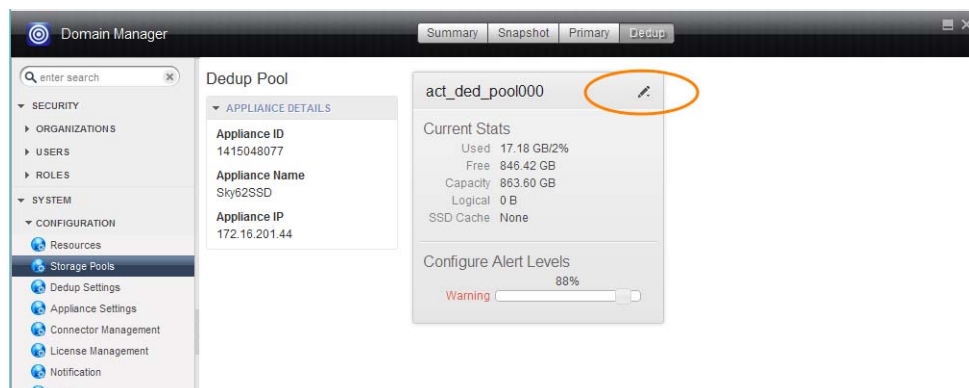 Domain Manager
Summary Snapshot Primary Dedup
enter search
SECURITY
ORGANIZATIONS
USERS
ROLES
SYSTEM
CONFIGURATION
Resources
Storage Pools
Dedup Settings
Appliance Settings
Connector Management
License Management
Notification
Dedup Pool
APPLIANCE DETAILS
Appliance ID
1415048077
Appliance Name
Sky62SSD
Appliance IP
172.16.201.44
act_ded_pool000
Current Stats
Used 17.18 GB/2%
Free 846.42 GB
Capacity 863.60 GB
Logical 0 B
SSD Cache None
Configure Alert Levels
88%
Warning